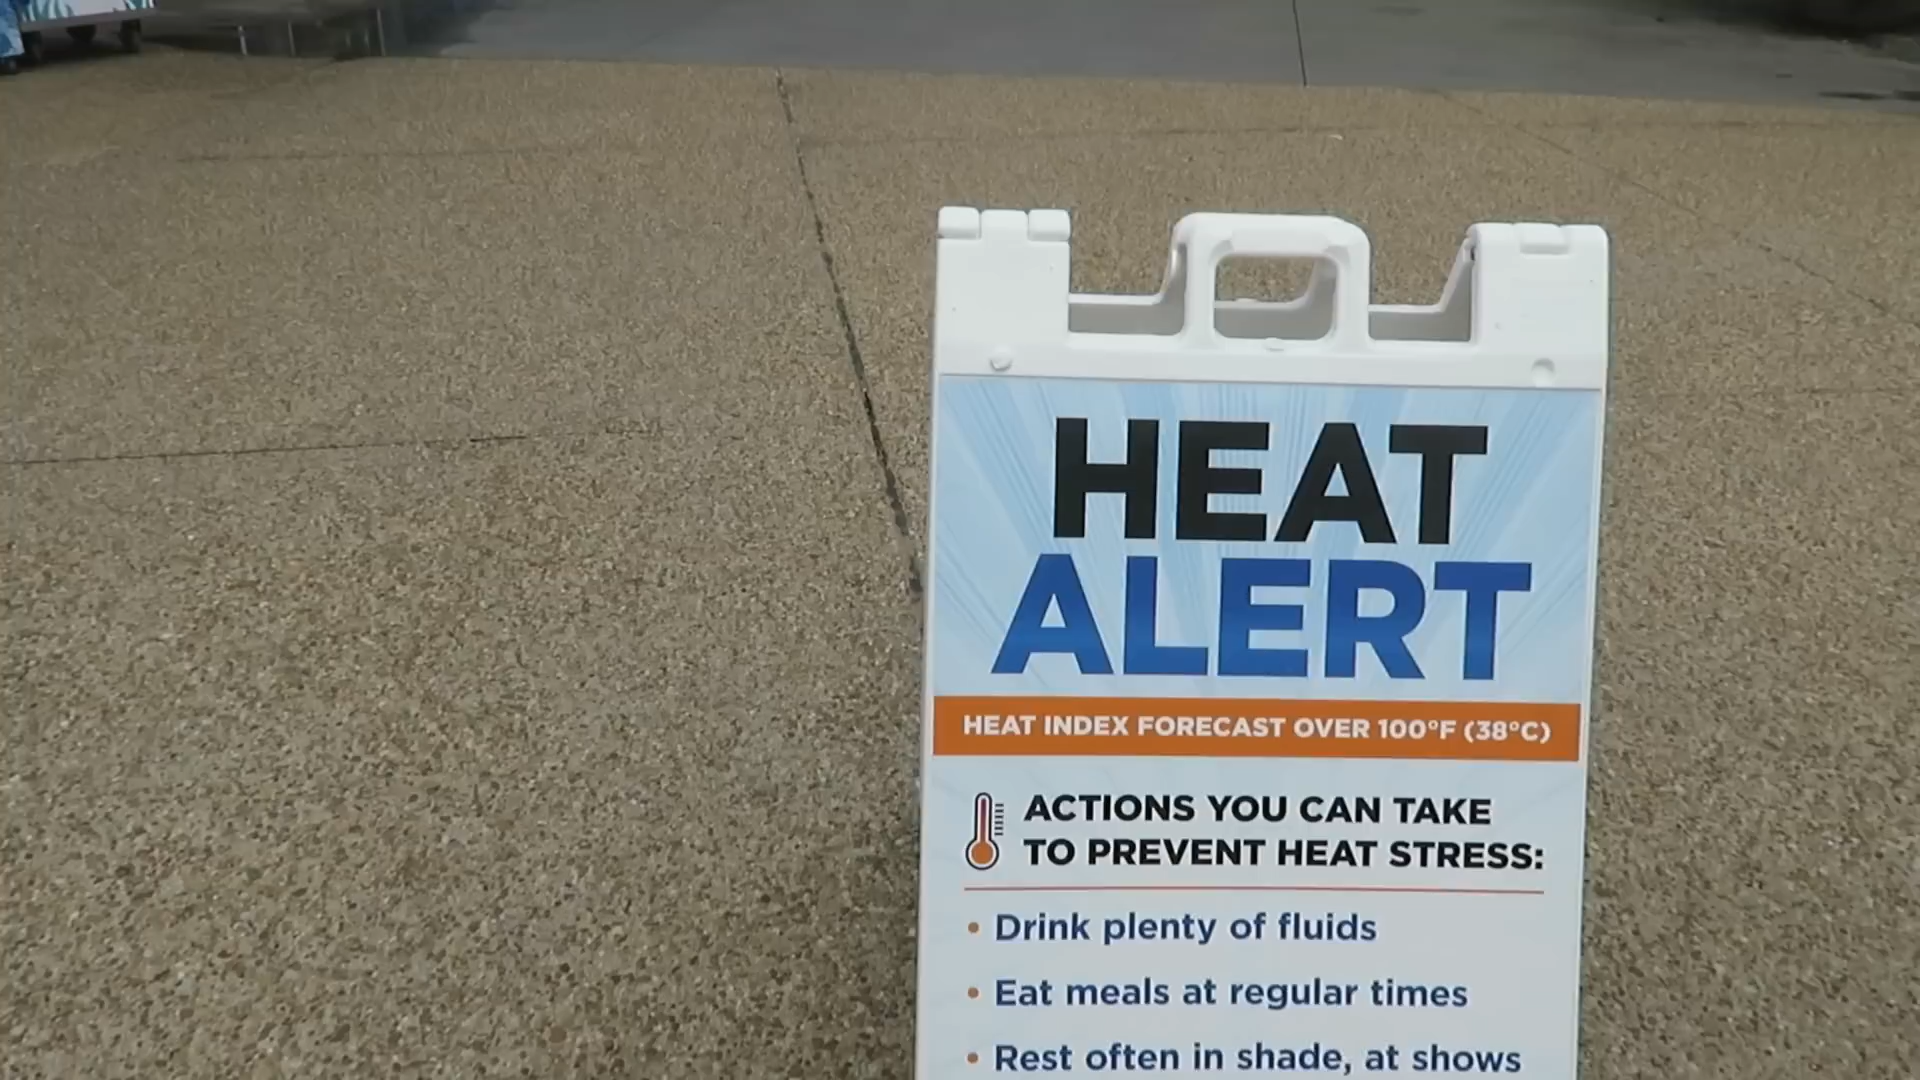 HEAT
ALERT
HEAT INDEX FORECAST OVER 100°F (38°C)
ACTIONS YOU CAN TAKE
TO PREVENT HEAT STRESS:
• Drink plenty of fluids
• Eat meals at regular times
• Rest often in shade, at shows